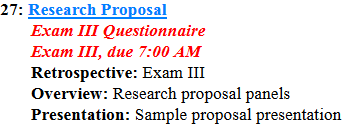 27: Research Proposal
Exam III Questionnaire
Exam III, due 7:00 AM
Retrospective: Exam III
Overview: Research proposal panels
Presentation: Sample proposal presentation